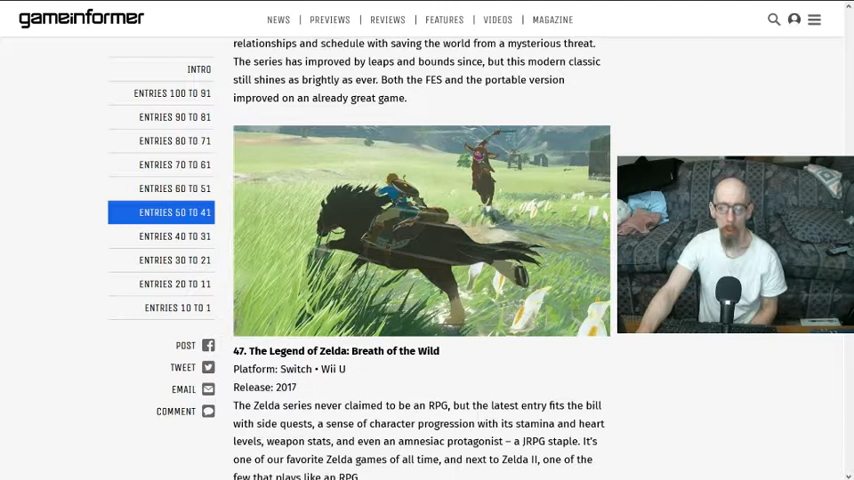 gameinformer
NEWS | PREVIEWS | REVIEWS | FEATURES | VIDEOS | MAGAZINE
relationships and schedule with saving the world from a mysterious threat.
The series has improved by leaps and bounds since, but this modern classic
still shines as brightly as ever. Both the FES and the portable version
improved on an already great game.
INTRO
ENTRIES 100 TO 91
ENTRIES 90 TO 81
ENTRIES 80 TO 71
ENTRIES 70 TO 61
ENTRIES 60 TO 51
ENTRIES 50 TO 41
ENTRIES 40 TO 31
ENTRIES 30 TO 21
ENTRIES 20 TO 11
ENTRIES 10 TO 1
POST
TWEET
EMAIL
COMMENT
47. The Legend of Zelda: Breath of the Wild
Platform: Switch • Wii U
Release: 2017
The Zelda series never claimed to be an RPG, but the latest entry fits the bill
with side quests, a sense of character progression with its stamina and heart
levels, weapon stats, and even an amnesiac protagonist – a JRPG staple. It's
one of our favorite Zelda games of all time, and next to Zelda II, one of the
few that plays like an RPG.